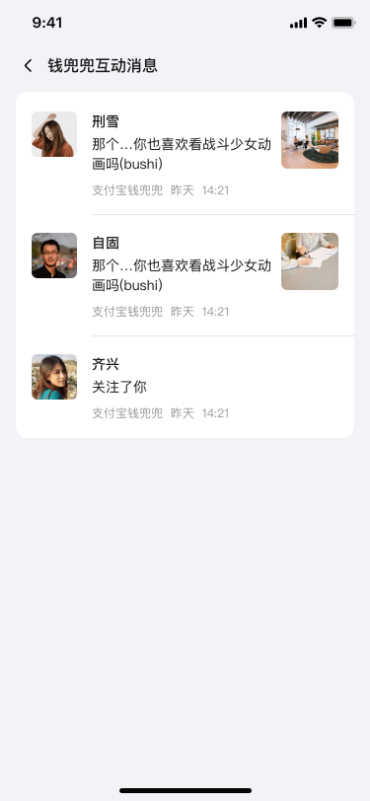 9:41
钱兜兜互动消息
刑雪
那个...你也喜欢看战斗少女动
画吗(bushi)
支付宝钱兜兜 昨天 14:21
自固
那个...你也喜欢看战斗少女动
画吗(bushi)
支付宝钱兜兜 昨天 14:21
齐兴
关注了你
支付宝钱兜兜 昨天 14:21